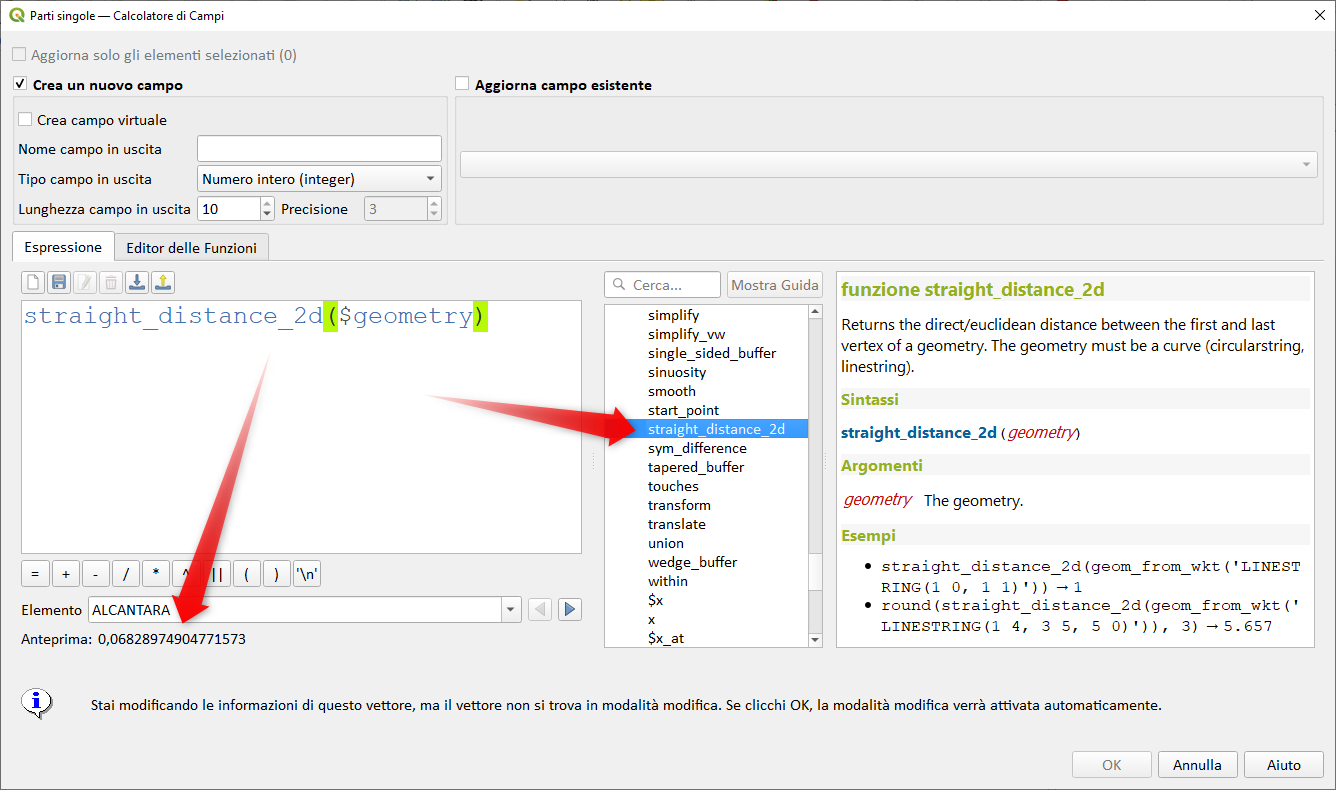 Parti singole — Calcolatore di Campi
Aggiorna solo gli elementi selezionati (0)
Crea un nuovo campo
Aggiorna campo esistente
Crea campo virtuale
Nome campo in uscita
Tipo campo in uscita Numero intero (integer)
Lunghezza campo in uscita 10 Precisione 3
Espressione Editor delle Funzioni
straight_distance_2d($geometry)
= + - / * ^ || ( ) '\n'
Elemento ALCANTARA
Anteprima: 0,06828974904771573
Cerca... Mostra Guida
simplify
simplify_vw
single_sided_buffer
sinuosity
smooth
start_point
straight_distance_2d
sym_difference
tapered_buffer
touches
transform
translate
union
wedge_buffer
within
$x
x
$x_at
funzione straight_distance_2d
Returns the direct/euclidean distance between the first and last
vertex of a geometry. The geometry must be a curve (circularstring,
linestring).
Sintassi
straight_distance_2d (geometry)
Argomenti
geometry The geometry.
Esempi
• straight_distance_2d(geom_from_wkt('LINEST
RING(1 0, 1 1)')) → 1
• round(straight_distance_2d(geom_from_wkt('
LINESTRING(1 4, 3 5, 5 0)')), 3) → 5.657
Stai modificando le informazioni di questo vettore, ma il vettore non si trova in modalità modifica. Se clicchi OK, la modalità modifica verrà attivata automaticamente.
OK Annulla Aiuto